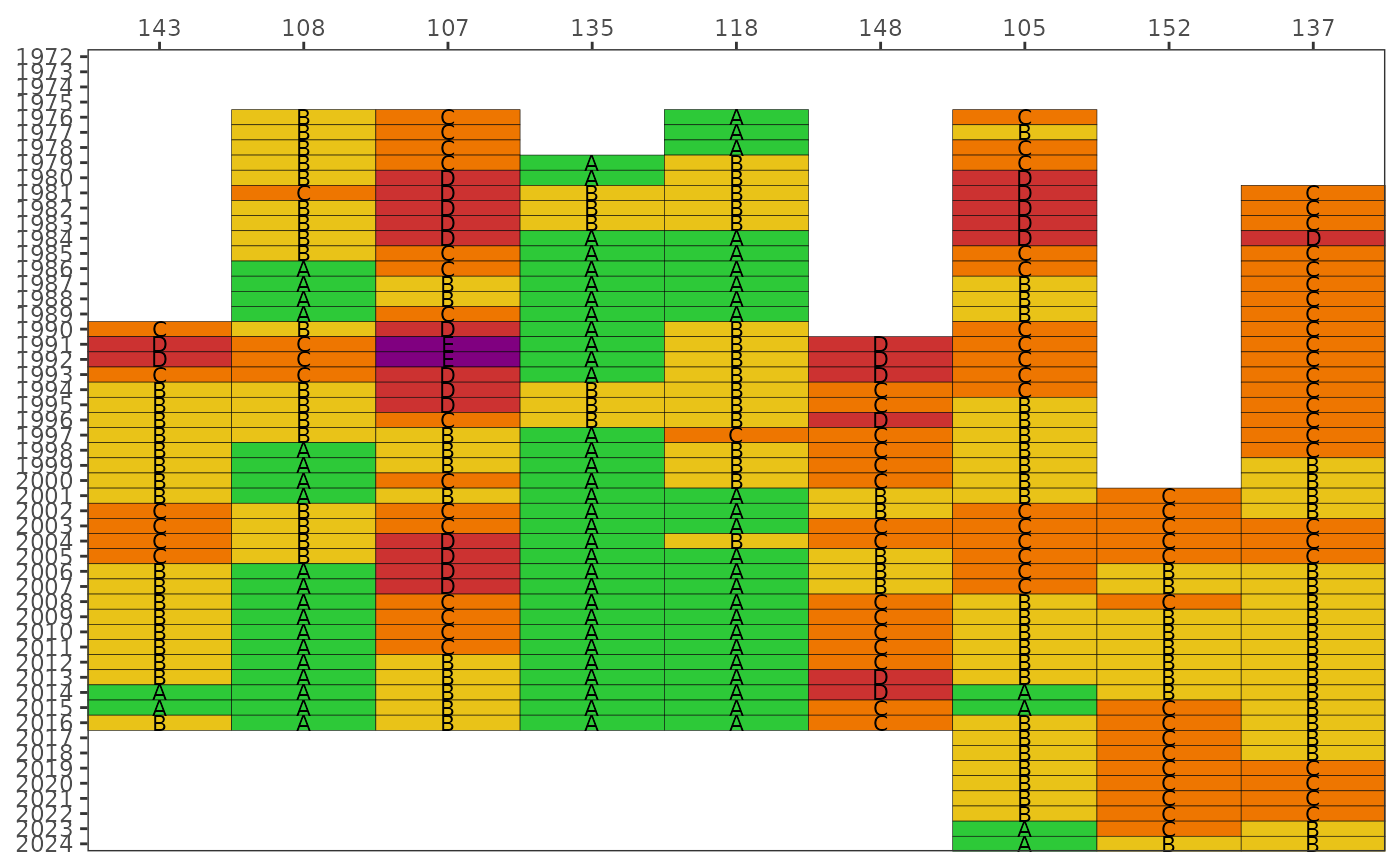 143 108 107 135 118 148 105 152 137
1972
1973
1974
1975
1976 B C A C
1977 B C A B
1978 B C A C
1979 B C A B C
1980 B D A B D
1981 C D B B D C
1982 B D B B D C
1983 B D B B D C
1984 B D A A D D
1985 B C A A C C
1986 A C A A C C
1987 A B A A B C
1988 A B A A B C
1989 A C A A B C
1990 C B D A B C C
1991 D C E A B D C C
1992 D C E A B D C C
1993 C C D A B D C C
1994 B B D B B C C C
1995 B B D B B C B C
1996 B B C B B D B C
1997 B B B A C C B C
1998 B A B A B C B C
1999 B A B A B C B B
2000 B A C A B C B B
2001 B A B A A B B C B
2002 C B C A A B C C B
2003 C B C A A C C C C
2004 C B D A B C C C C
2005 C B D A A B C C C
2006 B A D A A B C B B
2007 B A D A A B C B B
2008 B A C A A C B C B
2009 B A C A A C B B B
2010 B A C A A C B B B
2011 B A C A A C B B B
2012 B A B A A C B B B
2013 B A B A A D B B B
2014 A A B A A D A B B
2015 A A B A A C A C B
2016 B A B A A C B C B
2017 B C B
2018 B C B
2019 B C C
2020 B C C
2021 B C C
2022 B C C
2023 A C B
2024 A B B